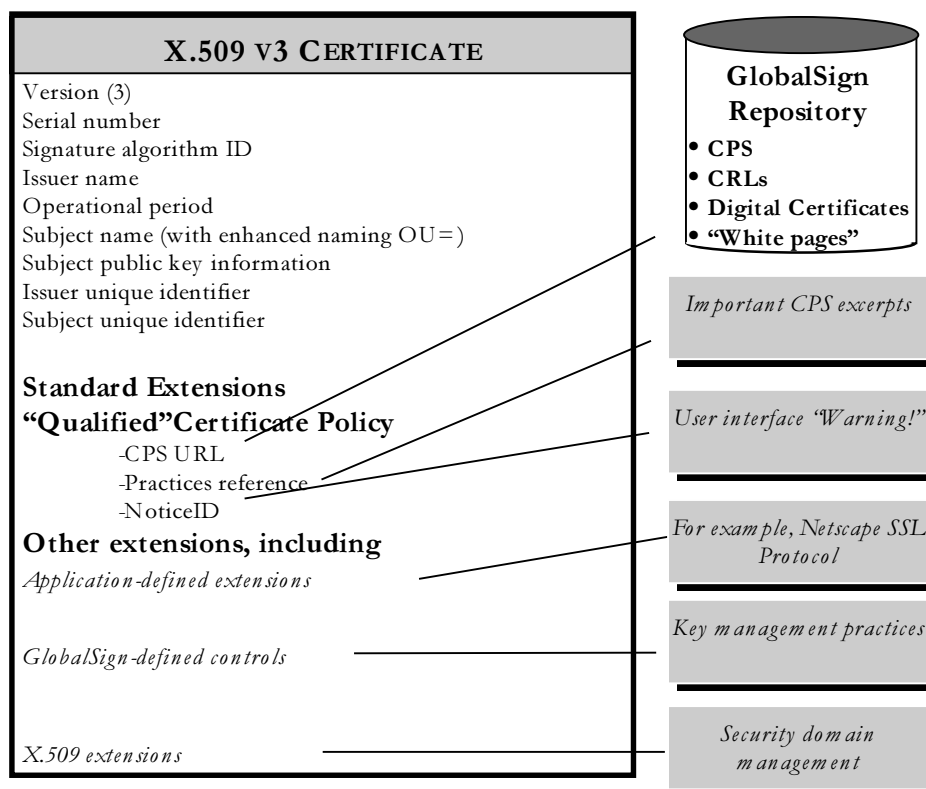 X.509 V3 CERTIFICATE
Version (3)
Serial number
Signature algorithm ID
Issuer name
Operational period
Subject name (with enhanced naming OU=)
Subject public key information
Issuer unique identifier
Subject unique identifier
Standard Extensions
“Qualified”Certificate Policy
-CPS URL
-Practices reference
-NoticeID
Other extensions, including
Application-defined extensions
GlobalSign-defined controls
X.509 extensions
GlobalSign
Repository
• CPS
• CRLs
• Digital Certificates
• “White pages”
Important CPS excerpts
User interface “Warning!”
For example, Netscape SSL
Protocol
Key management practices
Security domain
management